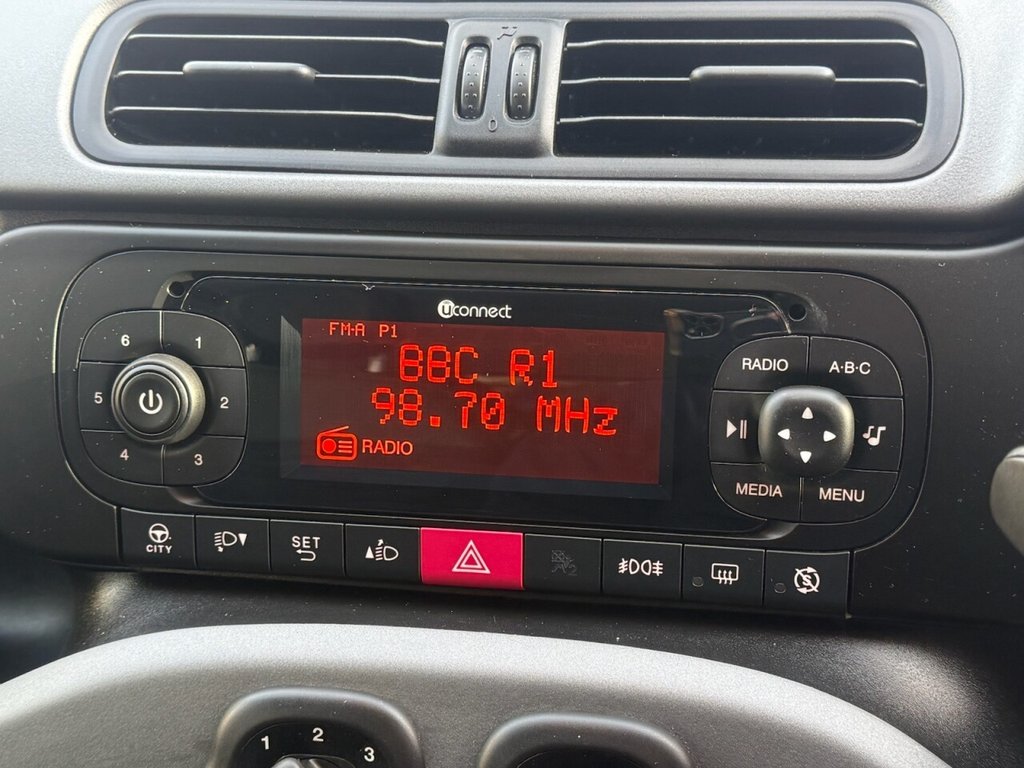 0
Uconnect
FM-A P1
BBC R1
98.70 MHz
RADIO
6 1
5 2
4 3
RADIO A·B·C
MEDIA MENU
CITY
SET
1 2 3